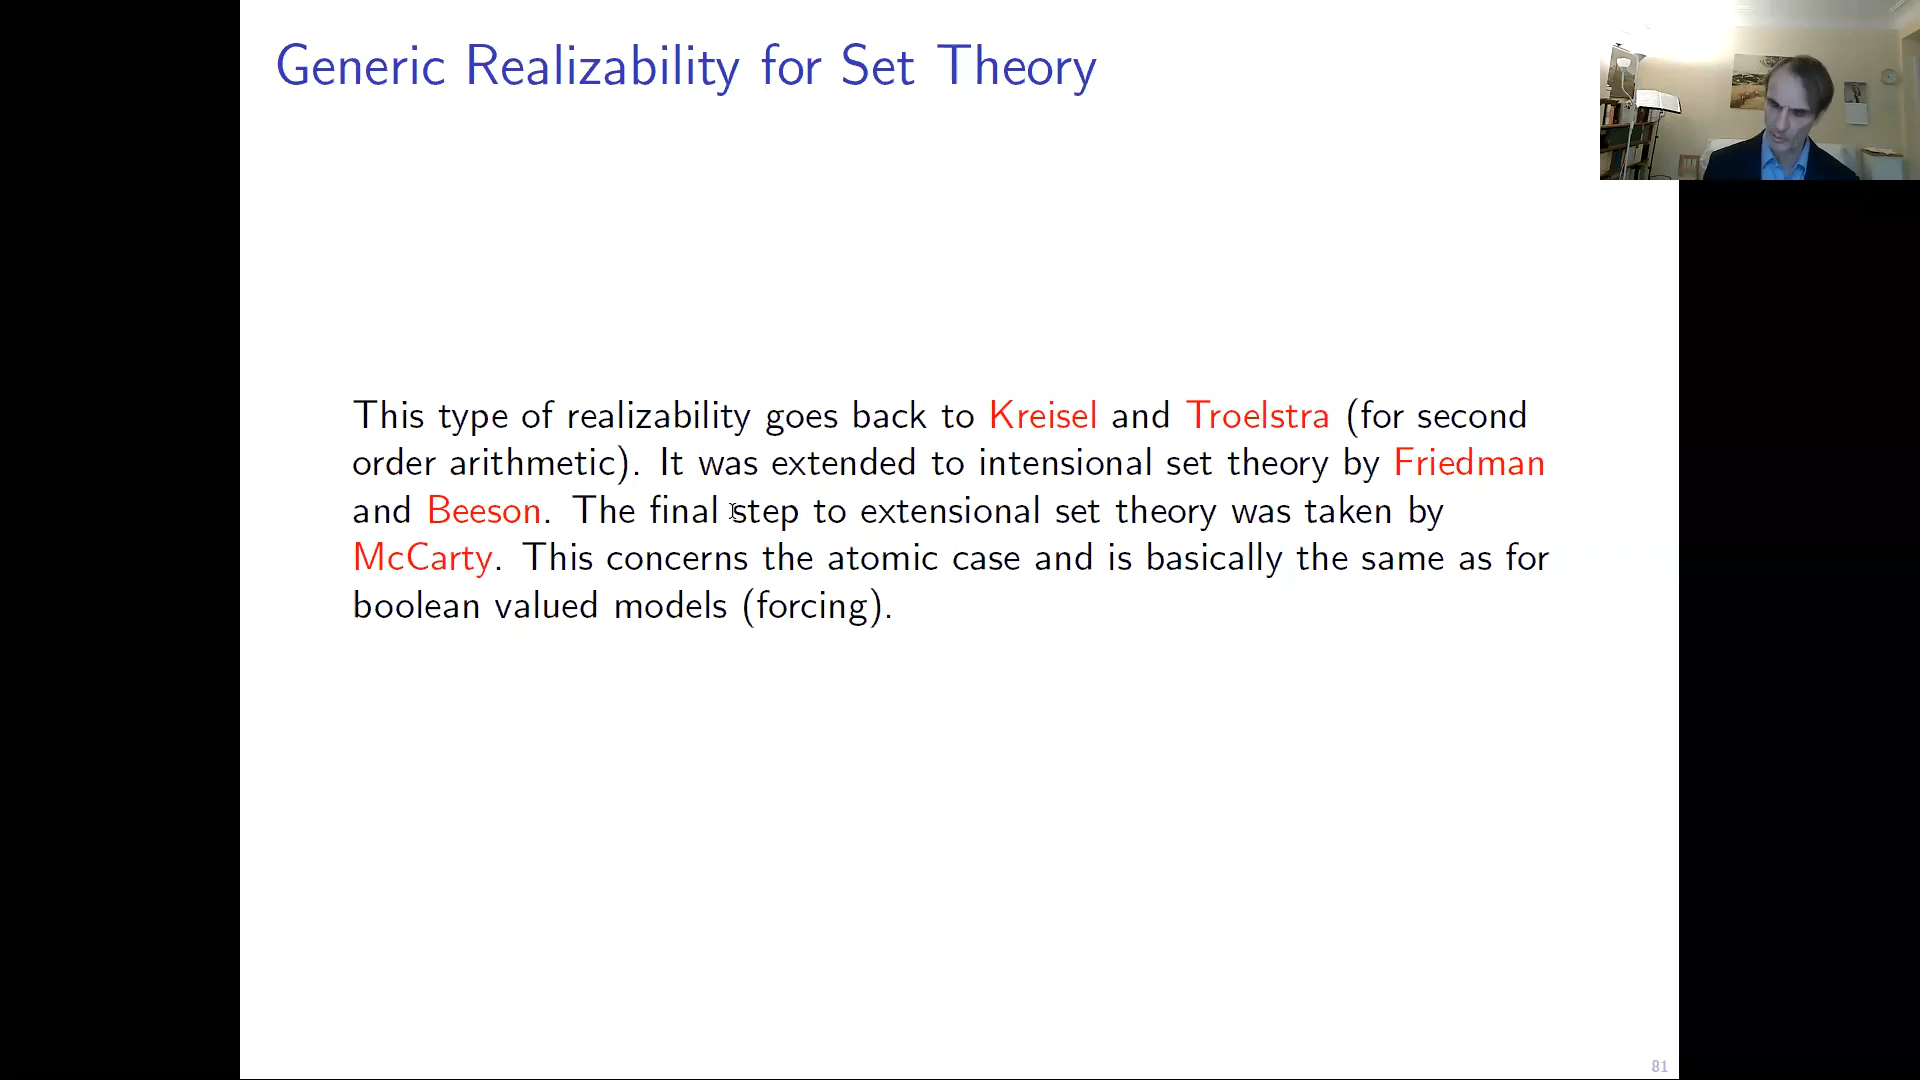 Generic Realizability for Set Theory
This type of realizability goes back to Kreisel and Troelstra (for second
order arithmetic). It was extended to intensional set theory by Friedman
and Beeson. The final step to extensional set theory was taken by
McCarty. This concerns the atomic case and is basically the same as for
boolean valued models (forcing).
81